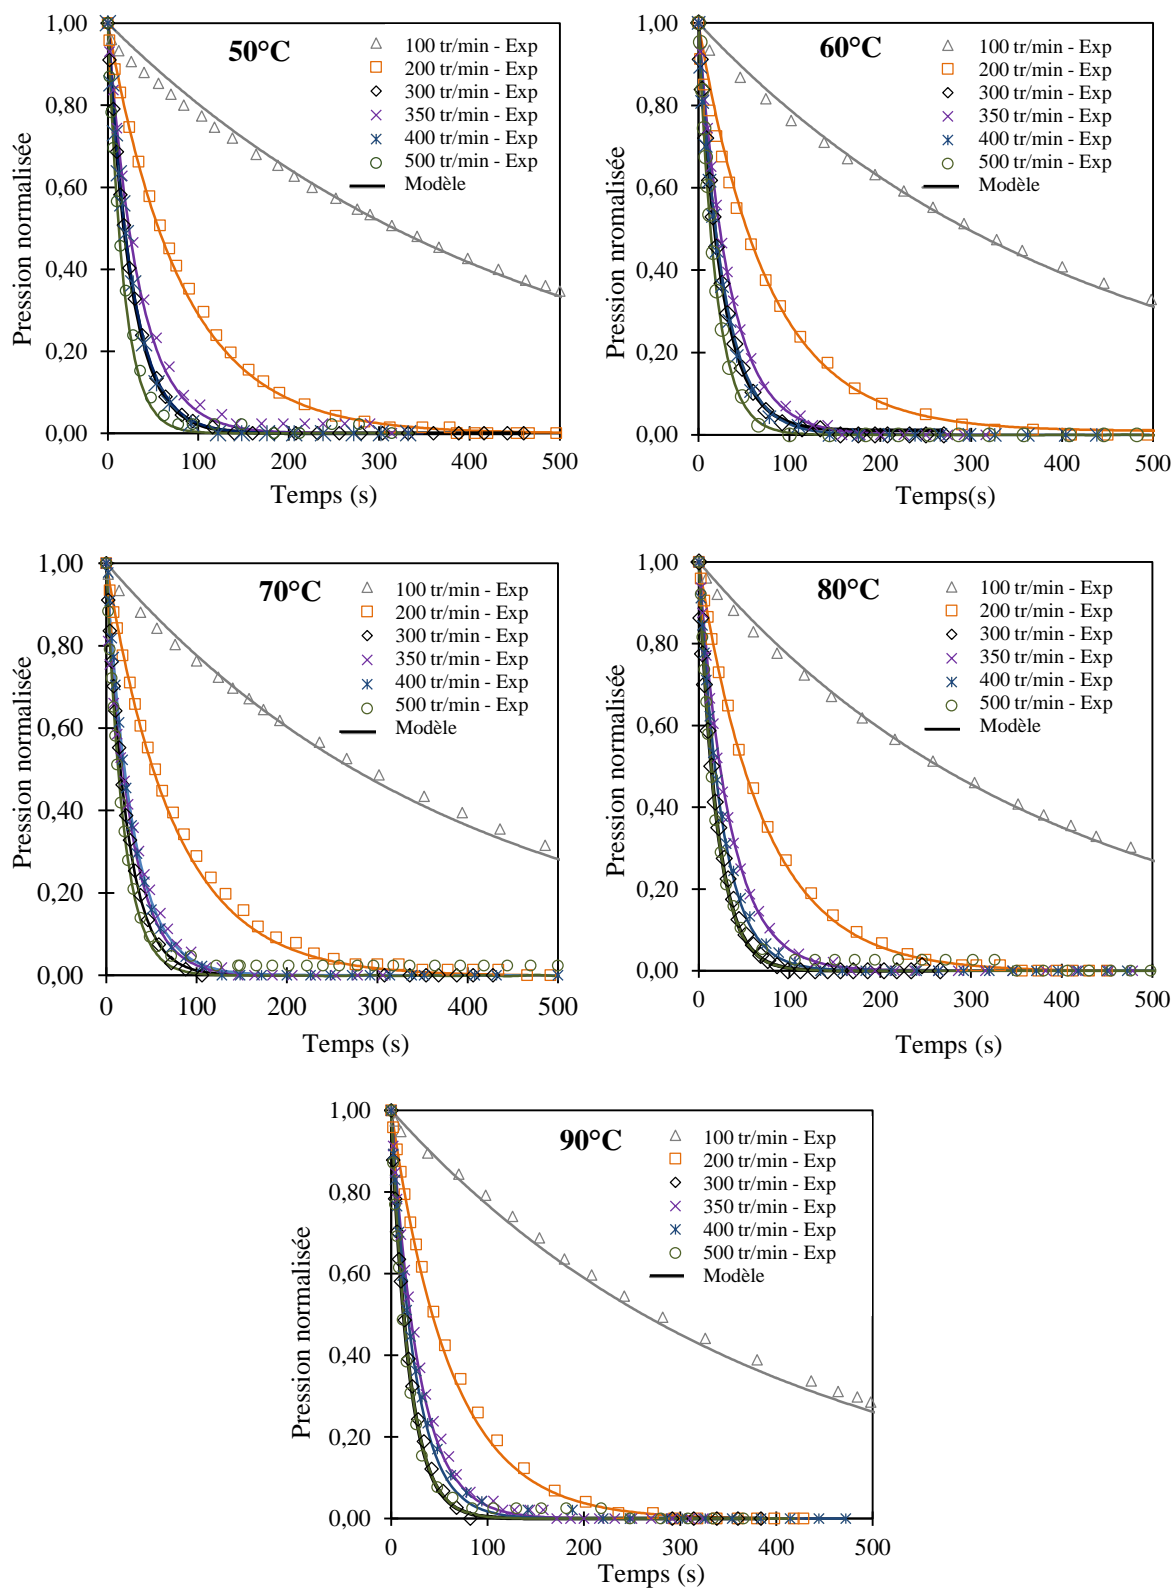 1,00
0,80
0,60
0,40
0,20
0,00
0 100 200 300 400 500
Pression normalisée
Temps (s)
50°C
100 tr/min - Exp
200 tr/min - Exp
300 tr/min - Exp
350 tr/min - Exp
400 tr/min - Exp
500 tr/min - Exp
Modèle
1,00
0,80
0,60
0,40
0,20
0,00
0 100 200 300 400 500
Pression nromalisée
Temps(s)
60°C
100 tr/min - Exp
200 tr/min - Exp
300 tr/min - Exp
350 tr/min - Exp
400 tr/min - Exp
500 tr/min - Exp
Modèle
1,00
0,80
0,60
0,40
0,20
0,00
0 100 200 300 400 500
Pression normalisée
Temps (s)
70°C
100 tr/min - Exp
200 tr/min - Exp
300 tr/min - Exp
350 tr/min - Exp
400 tr/min - Exp
500 tr/min - Exp
Modèle
1,00
0,80
0,60
0,40
0,20
0,00
0 100 200 300 400 500
Pression normalisée
Temps (s)
80°C
100 tr/min - Exp
200 tr/min - Exp
300 tr/min - Exp
350 tr/min - Exp
400 tr/min - Exp
500 tr/min - Exp
Modèle
1,00
0,80
0,60
0,40
0,20
0,00
0 100 200 300 400 500
Pression normalisée
Temps (s)
90°C
100 tr/min - Exp
200 tr/min - Exp
300 tr/min - Exp
350 tr/min - Exp
400 tr/min - Exp
500 tr/min - Exp
Modèle